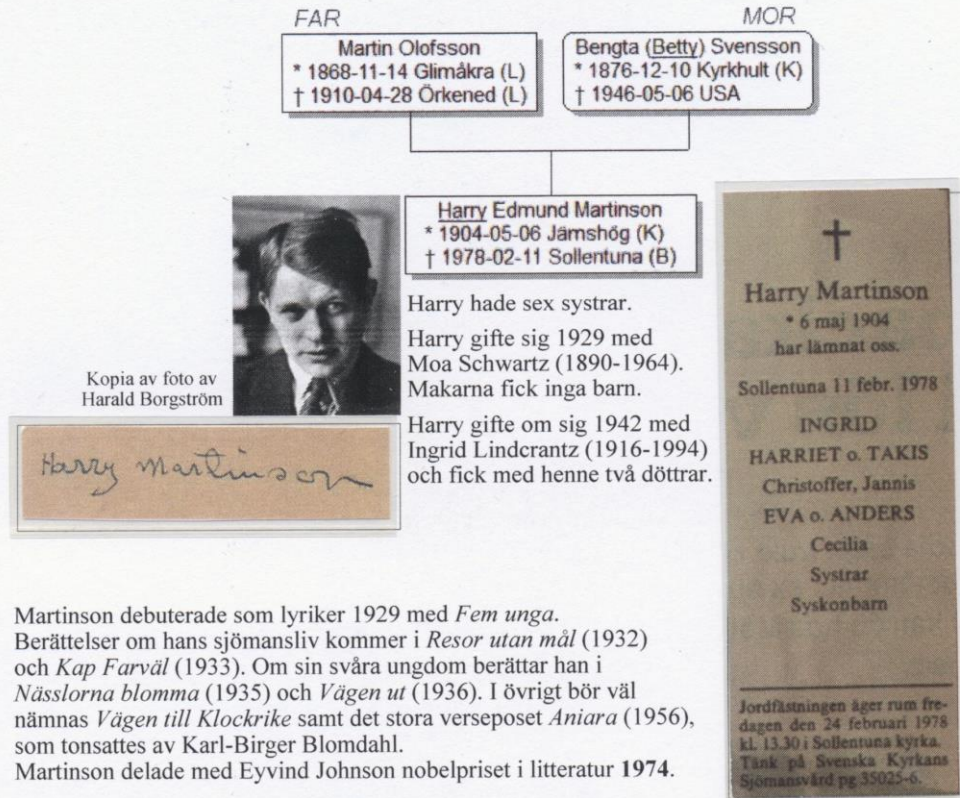 FAR
Martin Olofsson
* 1868-11-14 Glimåkra (L)
† 1910-04-28 Örkened (L)
MOR
Bengta (Betty) Svensson
* 1876-12-10 Kyrkhult (K)
† 1946-05-06 USA
Harry Edmund Martinson
* 1904-05-06 Jämshög (K)
† 1978-02-11 Sollentuna (B)
Harry hade sex systrar.
Harry gifte sig 1929 med
Moa Schwartz (1890-1964).
Makarna fick inga barn.
Harry gifte om sig 1942 med
Ingrid Lindcrantz (1916-1994)
och fick med henne två döttrar.
Kopia av foto av
Harald Borgström
Harry Martinson
Harry Martinson
* 6 maj 1904
har lämnat oss.
Sollentuna 11 febr. 1978
INGRID
HARRIET o. TAKIS
Christoffer, Jannis
EVA o. ANDERS
Cecilia
Systrar
Syskonbarn
Jordfästningen äger rum fre-
dagen den 24 februari 1978
kl. 13.30 i Sollentuna kyrka.
Tänk på Svenska Kyrkans
Sjömansvård pg 35025-6.
Martinson debuterade som lyriker 1929 med Fem unga.
Berättelser om hans sjömansliv kommer i Resor utan mål (1932)
och Kap Farväl (1933). Om sin svåra ungdom berättar han i
Nässlorna blomma (1935) och Vägen ut (1936). I övrigt bör väl
nämnas Vägen till Klockrike samt det stora verseposet Aniara (1956),
som tonsattes av Karl-Birger Blomdahl.
Martinson delade med Eyvind Johnson nobelpriset i litteratur 1974.